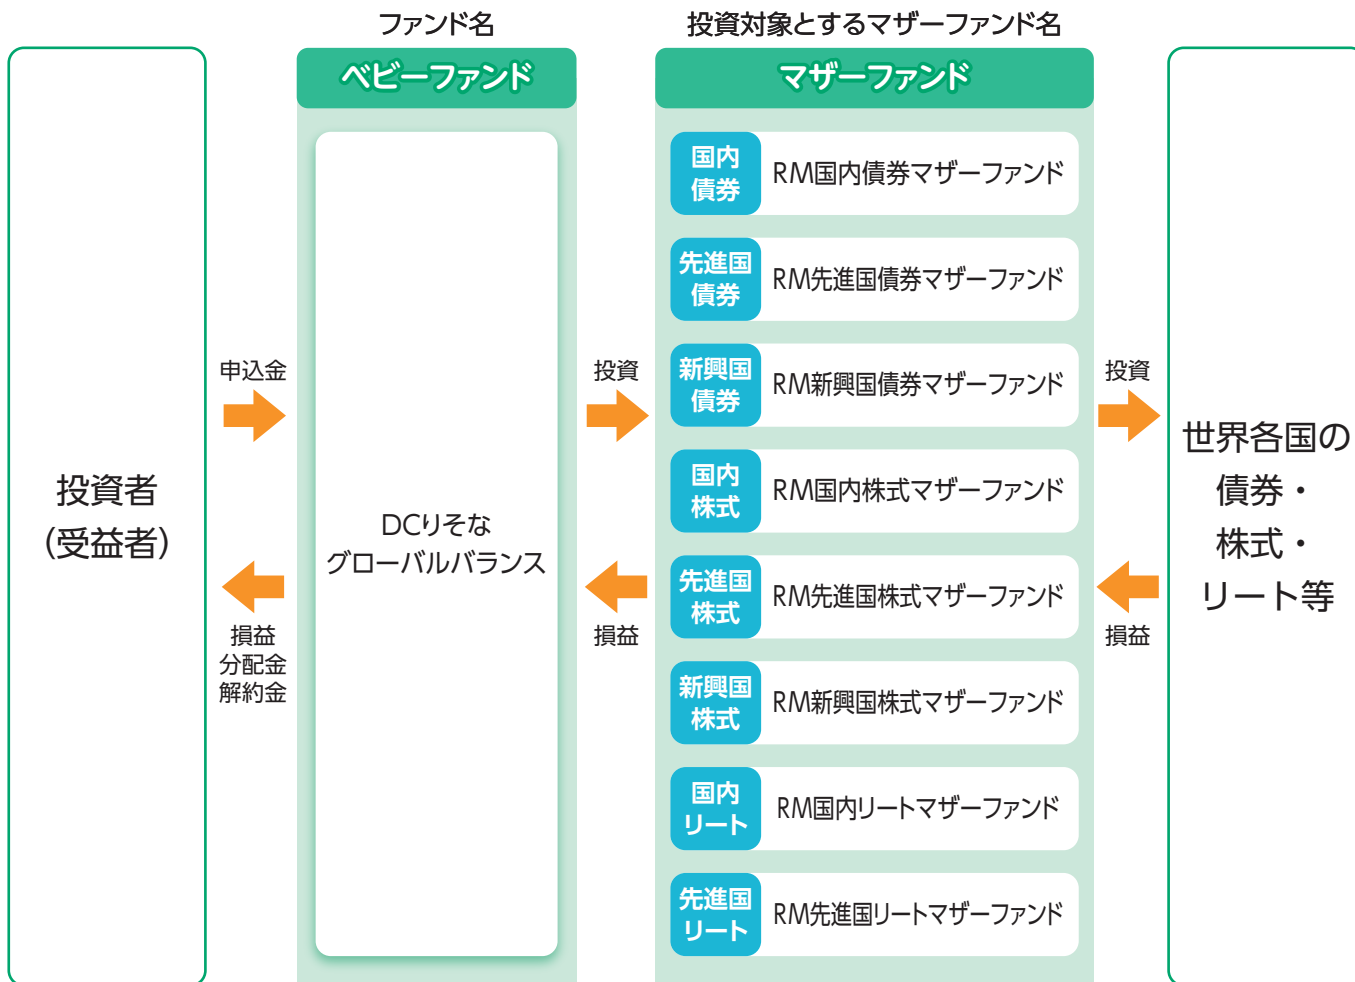 ファンド名
投資対象とするマザーファンド名
ベビーファンド
マザーファンド
投資者
(受益者)
申込金
損益
分配金
解約金
DCりそな
グローバルバランス
投資
損益
国内
債券
RM国内債券マザーファンド
先進国
債券
RM先進国債券マザーファンド
新興国
債券
RM新興国債券マザーファンド
国内
株式
RM国内株式マザーファンド
先進国
株式
RM先進国株式マザーファンド
新興国
株式
RM新興国株式マザーファンド
国内
リート
RM国内リートマザーファンド
先進国
リート
RM先進国リートマザーファンド
投資
損益
世界各国の
債券・
株式・
リート等